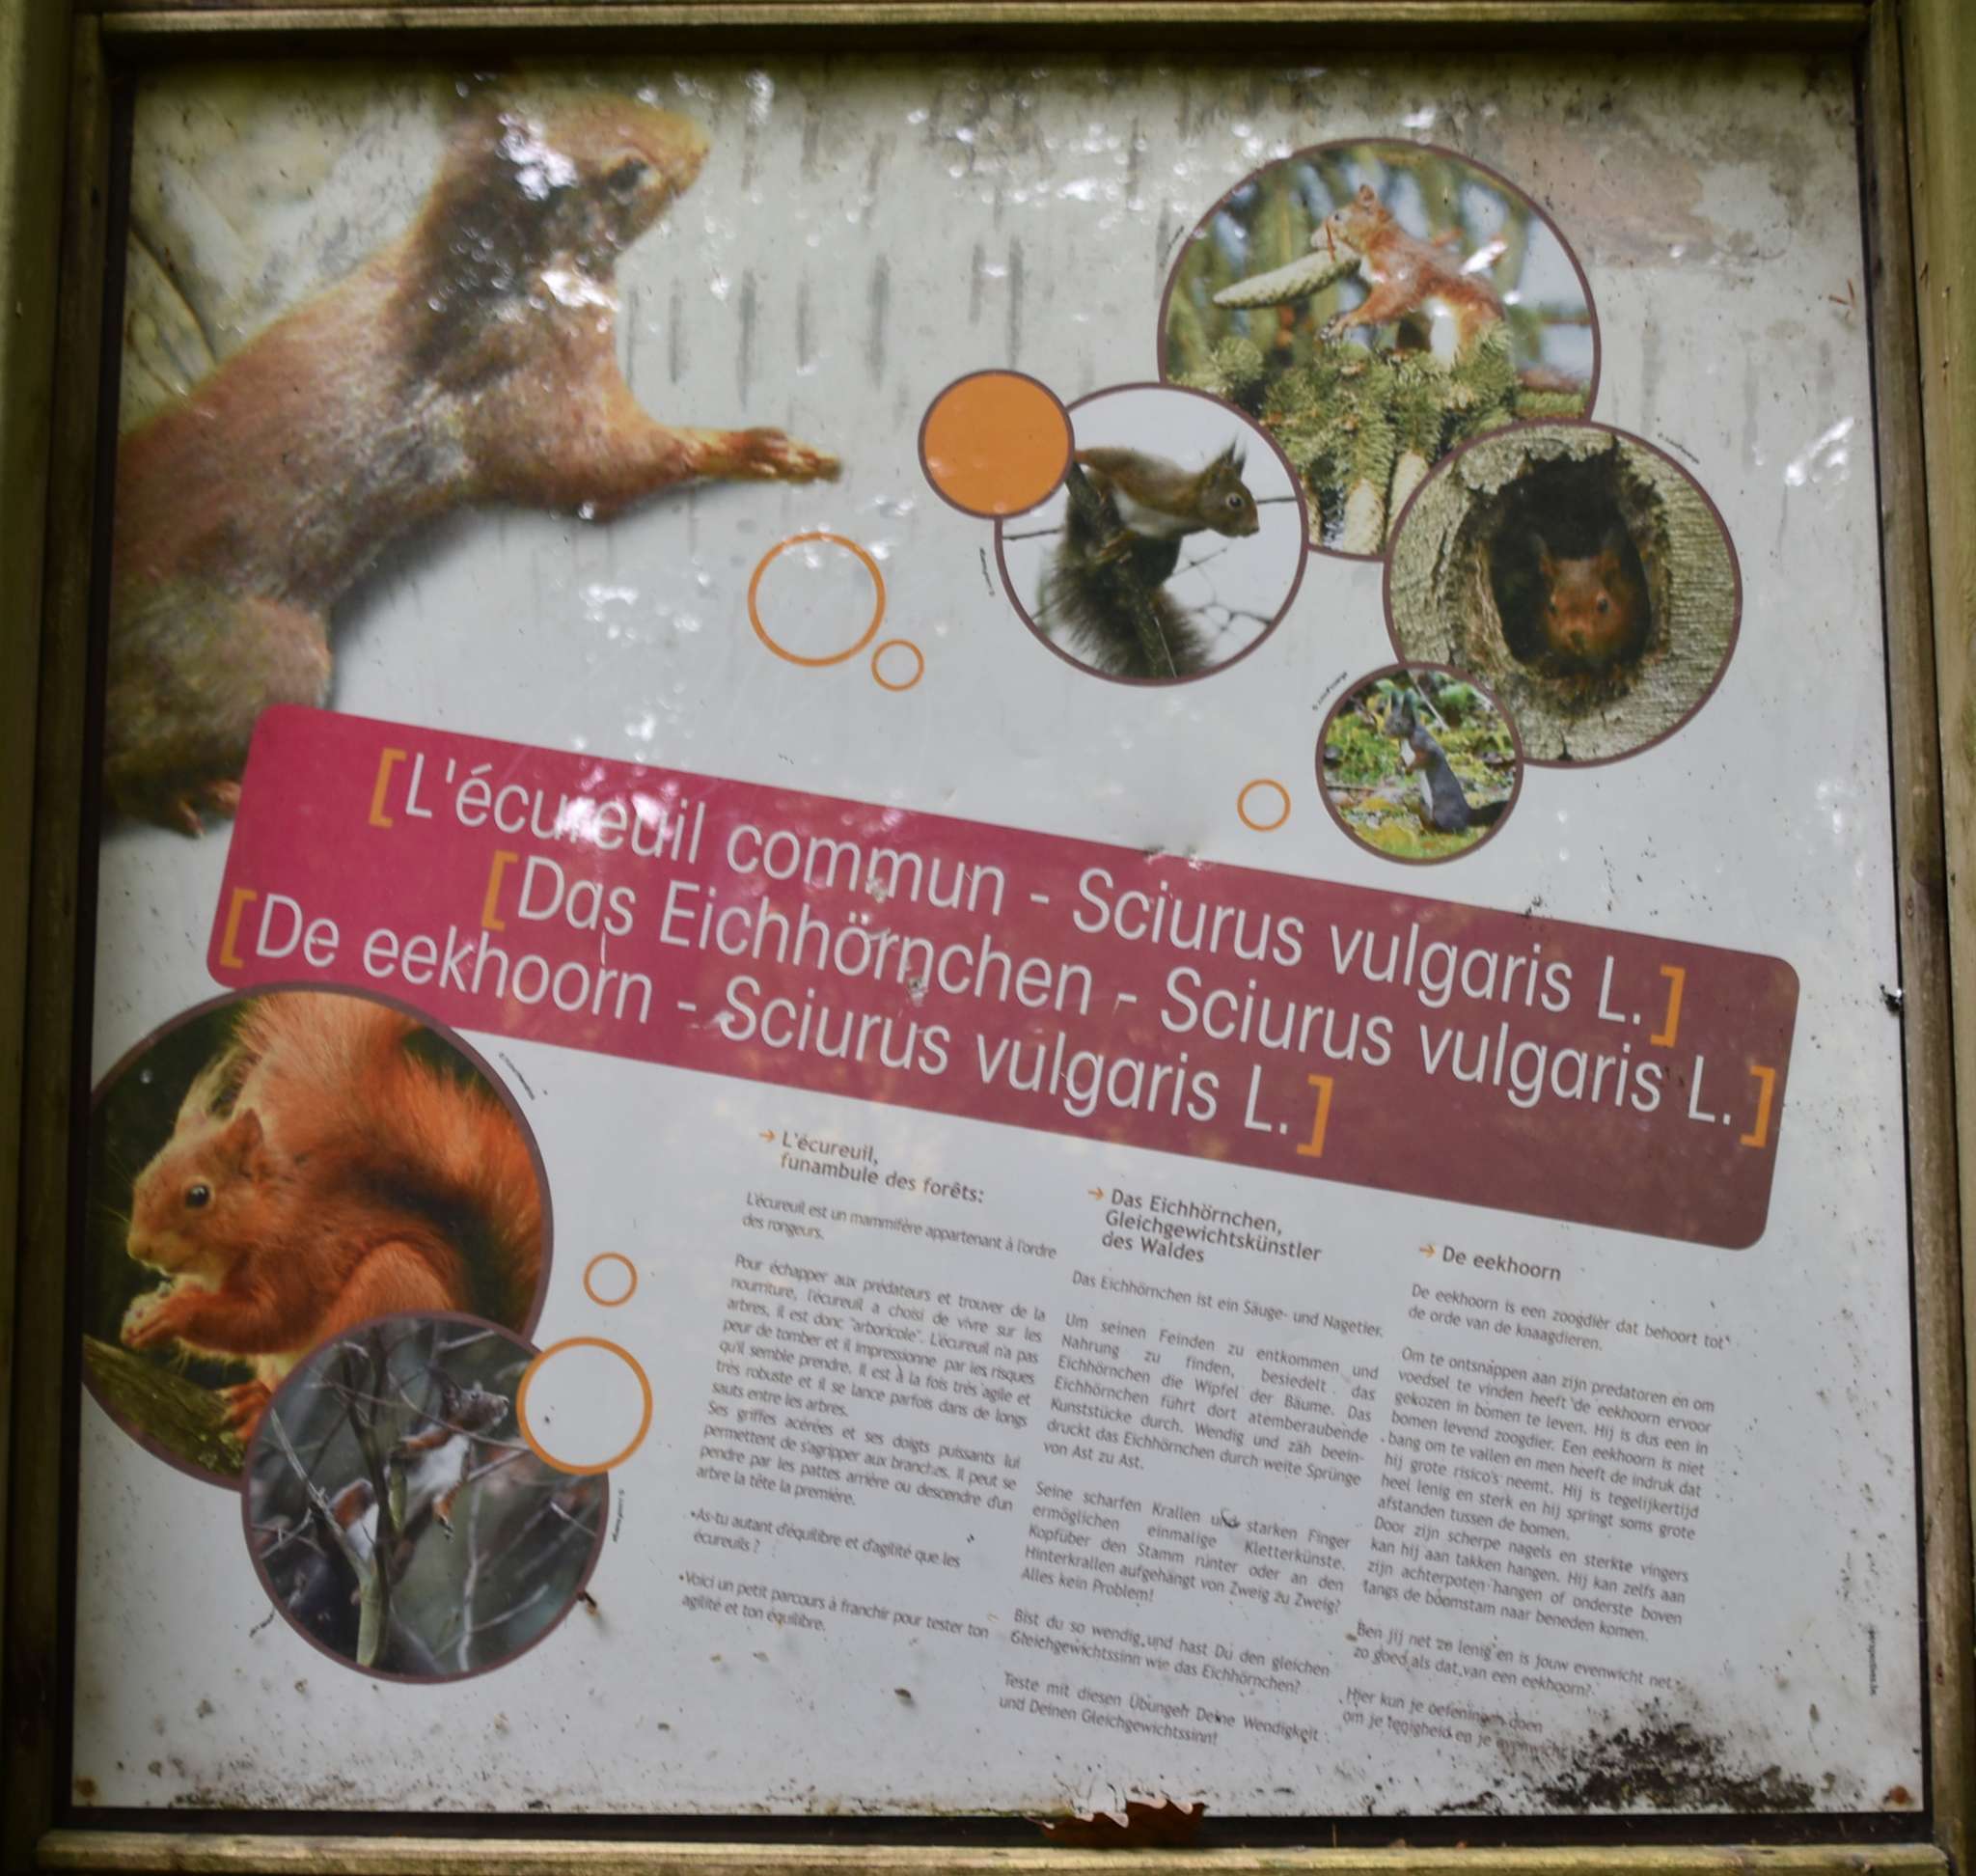 [L'écureuil commun - Sciurus vulgaris L.]
[Das Eichhörnchen - Sciurus vulgaris L.]
[De eekhoorn - Sciurus vulgaris L.]
→ L'écureuil,
funambule des forêts:
L'écureuil est un mammifère appartenant à l'ordre
des rongeurs.
Pour échapper aux prédateurs et trouver de la
nourriture, l'écureuil a choisi de vivre sur les
arbres, il est donc "arboricole". L'écureuil n'a pas
peur de tomber et il impressionne par les risques
qu'il semble prendre. Il est à la fois très agile et
très robuste et il se lance parfois dans de longs
sauts entre les arbres.
Ses griffes acérées et ses doigts puissants lui
permettent de s'agripper aux branches. Il peut se
pendre par les pattes arrière ou descendre d'un
arbre la tête la première.
•As-tu autant d'équilibre et d'agilité que les
écureuils ?
•Voici un petit parcours à franchir pour tester ton
agilité et ton équilibre.
→ Das Eichhörnchen,
Gleichgewichtskünstler
des Waldes
Das Eichhörnchen ist ein Säuge- und Nagetier.
Um seinen Feinden zu entkommen und
Nahrung zu finden, besiedelt das
Eichhörnchen die Wipfel der Bäume. Das
Eichhörnchen führt dort atemberaubende
Kunststücke durch. Wendig und zäh beein-
druckt das Eichhörnchen durch weite Sprünge
von Ast zu Ast.
Seine scharfen Krallen und starken Finger
ermöglichen einmalige Kletterkünste.
Kopfüber den Stamm runter oder an den
Hinterkrallen aufgehängt von Zweig zu Zweig?
Alles kein Problem!
Bist du so wendig und hast Du den gleichen
Gleichgewichtssinn wie das Eichhörnchen?
Teste mit diesen Übungen Deine Wendigkeit
und Deinen Gleichgewichtssinn!
→ De eekhoorn
De eekhoorn is een zoogdier dat behoort tot
de orde van de knaagdieren.
Om te ontsnappen aan zijn predatoren en om
voedsel te vinden heeft de eekhoorn ervoor
gekozen in bomen te leven. Hij is dus een in
bomen levend zoogdier. Een eekhoorn is niet
bang om te vallen en men heeft de indruk dat
hij grote risico's neemt. Hij is tegelijkertijd
heel lenig en sterk en hij springt soms grote
afstanden tussen de bomen.
Door zijn scherpe nagels en sterkte vingers
kan hij aan takken hangen. Hij kan zelfs aan
zijn achterpoten hangen of onderste boven
langs de boomstam naar beneden komen.
Ben jij net ze lenig en is jouw evenwicht net
zo goed als dat van een eekhoorn?
Hier kun je oefeningen doen
om je lenigheid en je